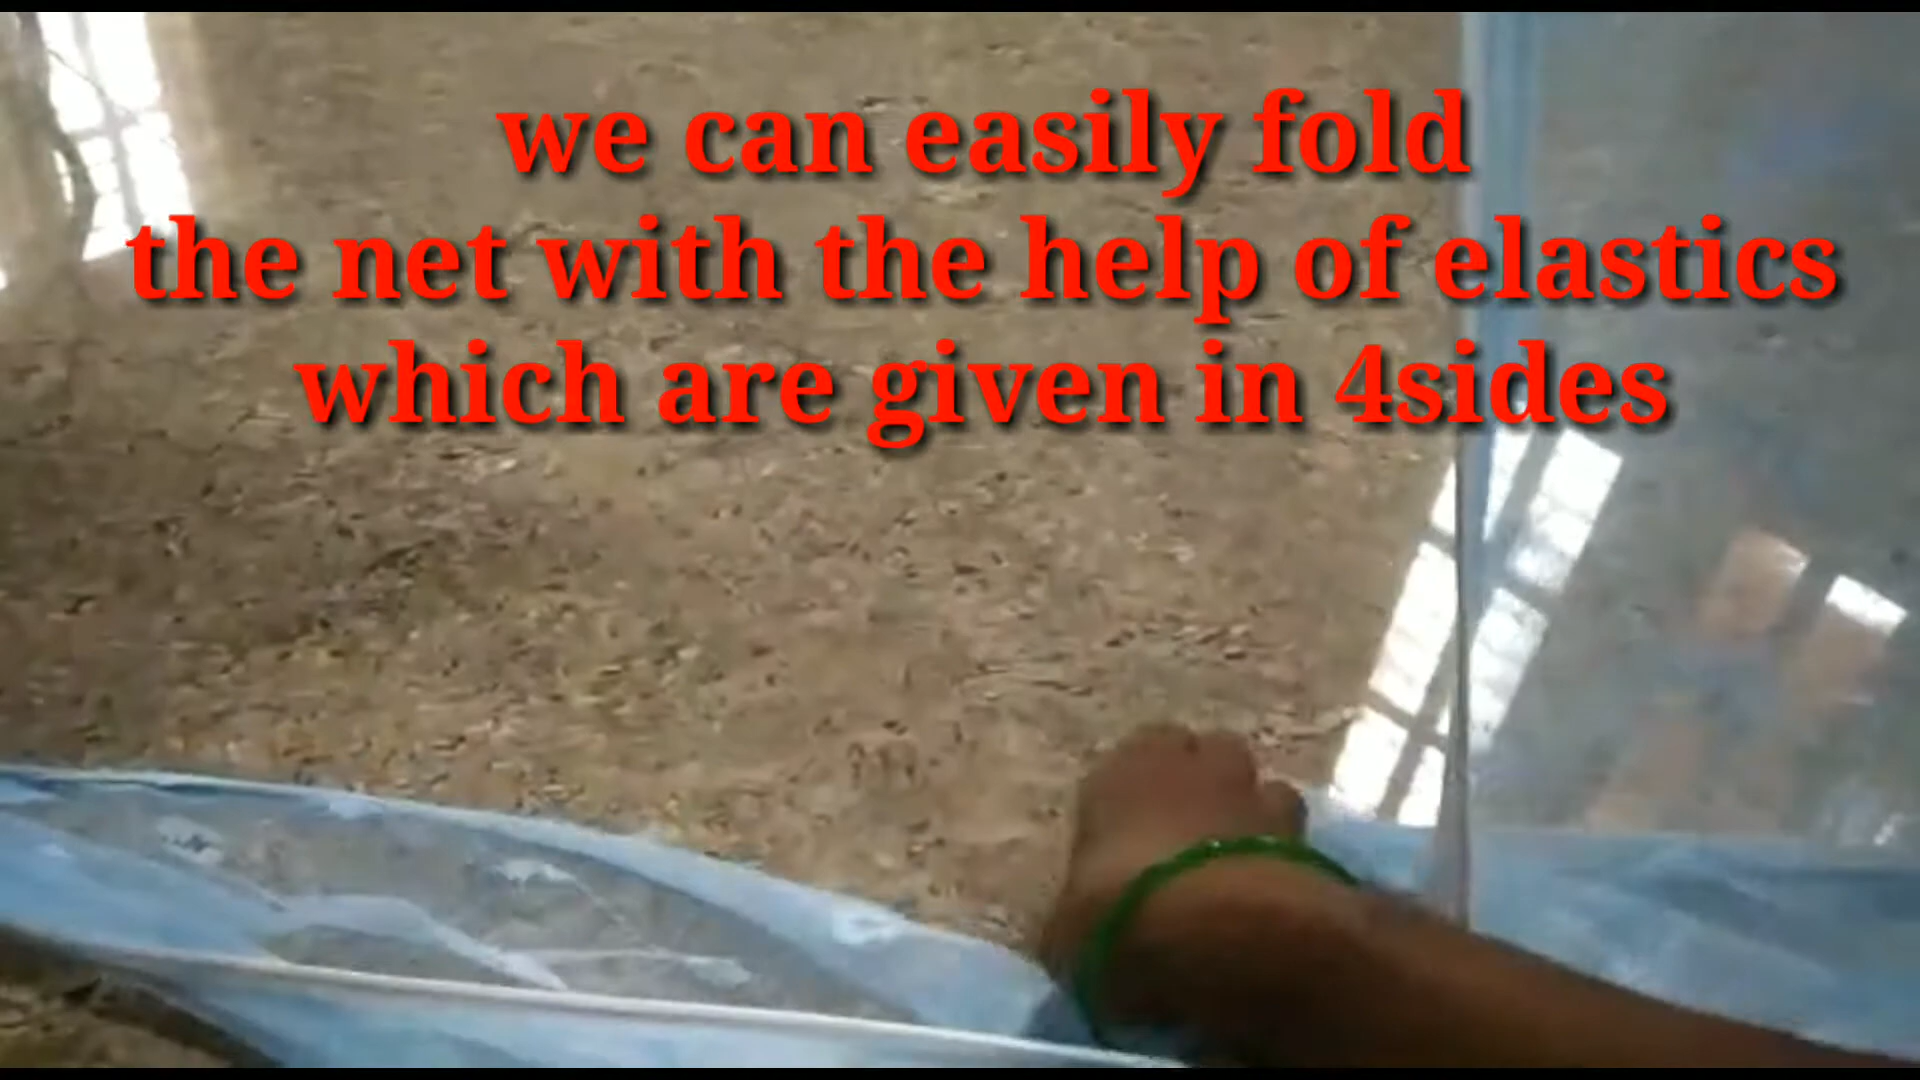 we can easily fold
the net with the help of elastics
which are given in 4sides